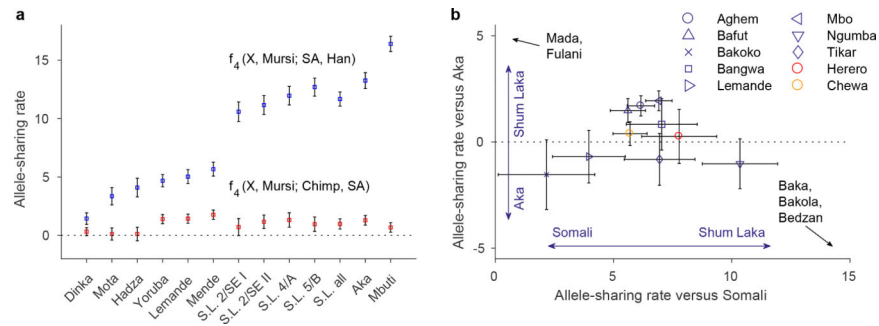 a
Allele-sharing rate
15
10
5
0
f4 (X, Mursi; SA, Han)
f4 (X, Mursi; Chimp, SA)
Dinka
Mota
Hadza
Yoruba
Lemande
Mende
S.L. 2/SE I
S.L. 2/SE II
S.L. 4/A
S.L. 5/B
S.L. all
Aka
Mbuti
b
Allele-sharing rate versus Aka
5
0
-5
Mada,
Fulani
Shum Laka
Aka
Somali Shum Laka
Baka,
Bakola,
Bedzan
0 5 10 15
Allele-sharing rate versus Somali
Aghem
Bafut
Bakoko
Bangwa
Lemande
Mbo
Ngumba
Tikar
Herero
Chewa